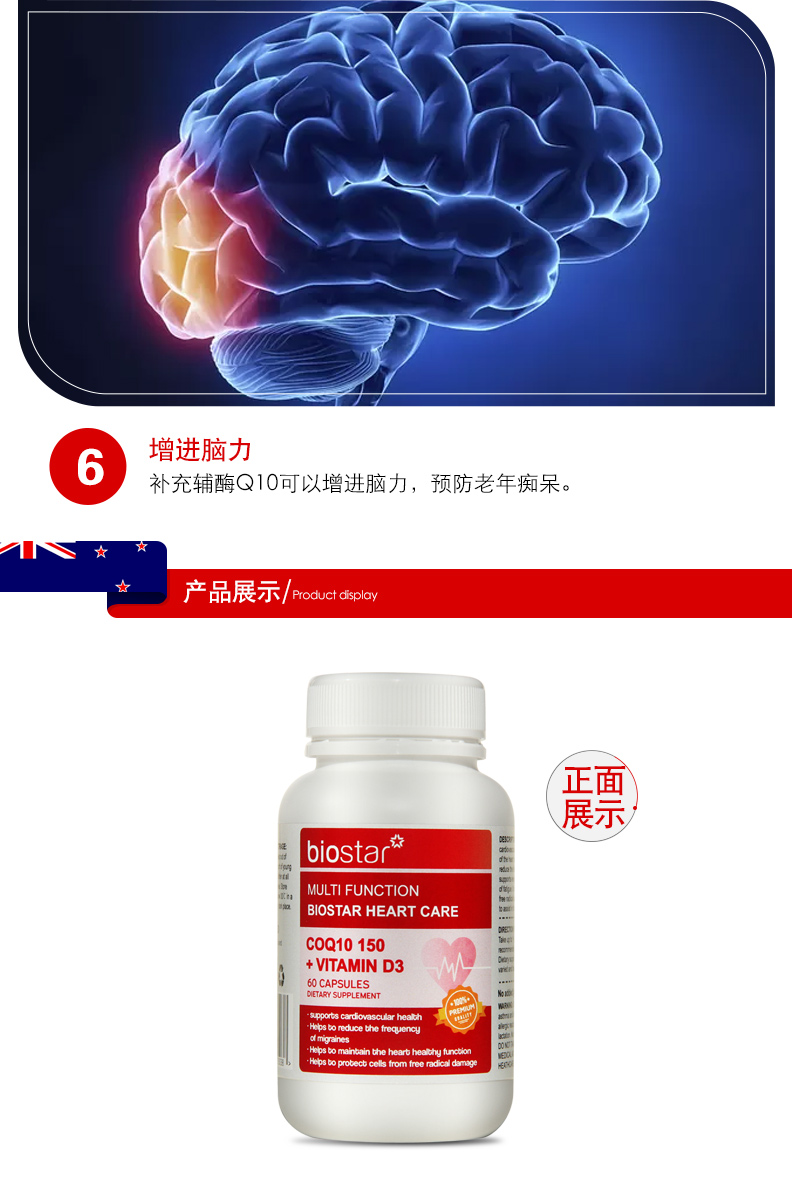 6
增进脑力
补充辅酶Q10可以增进脑力，预防老年痴呆。
产品展示/Product display
正面
展示
biostar
MULTI FUNCTION
BIOSTAR HEART CARE
COQ10 150
+ VITAMIN D3
60 CAPSULES
DIETARY SUPPLEMENT
100%
PREMIUM
QUALITY
· supports cardiovascular health
· Helps to reduce the frequency
of migraines
· Helps to maintain the heart healthy function
· Helps to protect cells from free radical damage